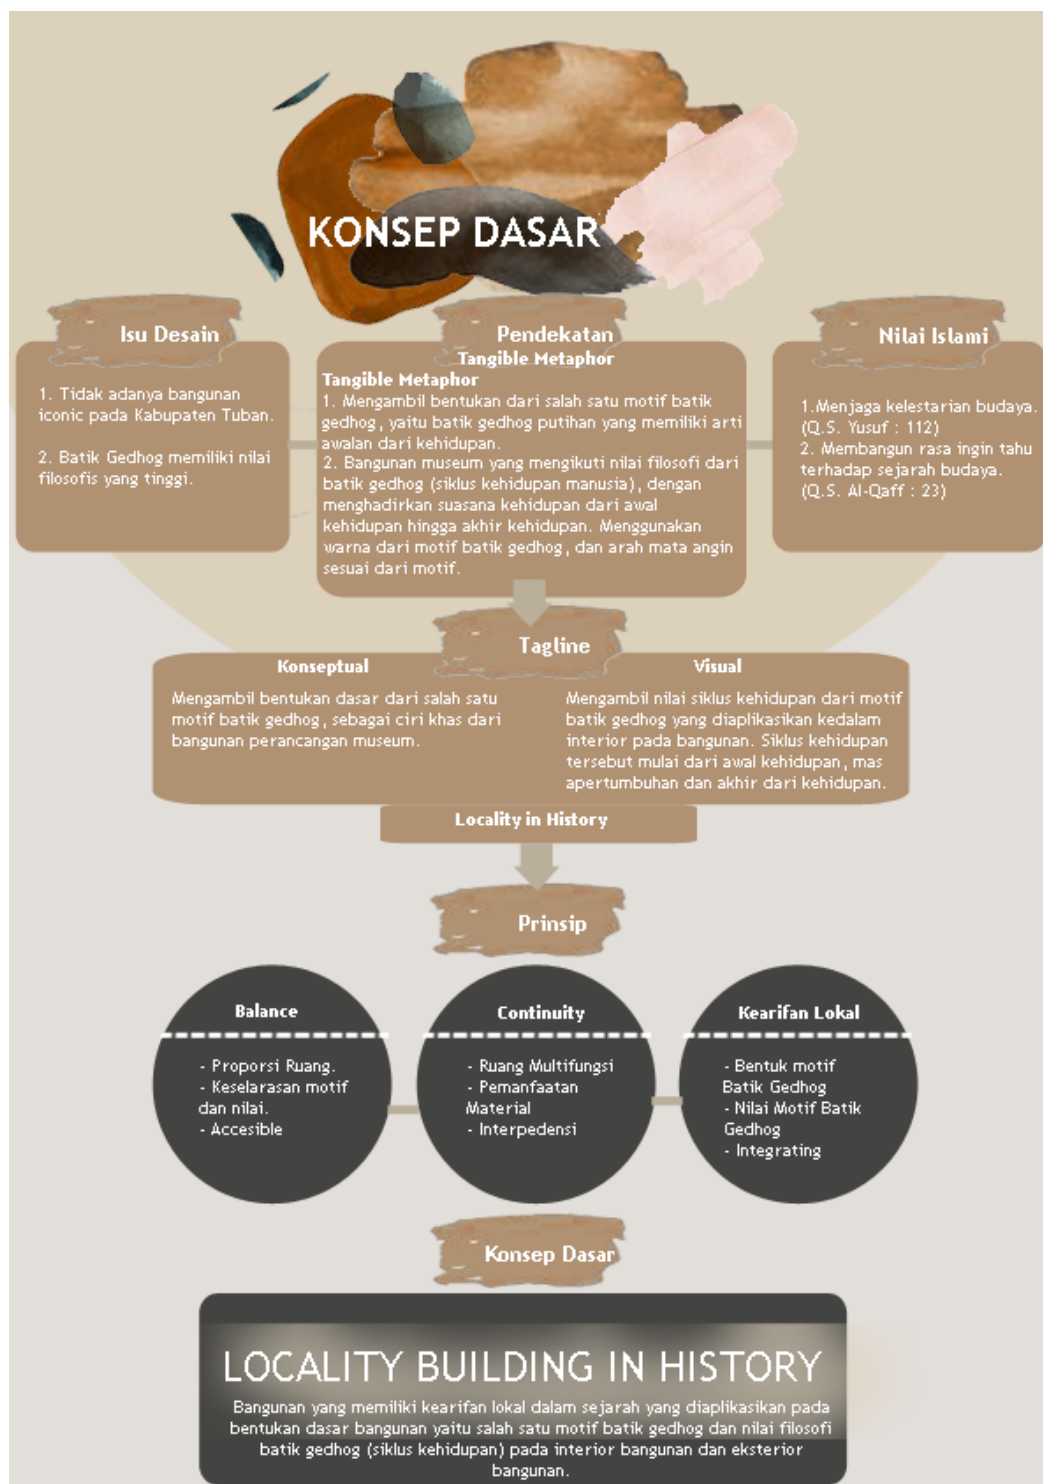 KONSEP DASAR
Isu Desain
1. Tidak adanya bangunan
iconic pada Kabupaten Tuban.
2. Batik Gedhog memiliki nilai
filosofis yang tinggi.
Pendekatan
Tangible Metaphor
Tangible Metaphor
1. Mengambil bentukan dari salah satu motif batik
gedhog, yaitu batik gedhog putihan yang memiliki arti
awalan dari kehidupan.
2. Bangunan museum yang mengikuti nilai filosofi dari
batik gedhog (siklus kehidupan manusia), dengan
menghadirkan suasana kehidupan dari awal
kehidupan hingga akhir kehidupan. Menggunakan
warna dari motif batik gedhog, dan arah mata angin
sesuai dari motif.
Nilai Islami
1.Menjaga kelestarian budaya.
(Q.S. Yusuf : 112)
2. Membangun rasa ingin tahu
terhadap sejarah budaya.
(Q.S. Al-Qaff : 23)
Tagline
Konseptual
Mengambil bentukan dasar dari salah satu
motif batik gedhog, sebagai ciri khas dari
bangunan perancangan museum.
Visual
Mengambil nilai siklus kehidupan dari motif
batik gedhog yang diaplikasikan kedalam
interior pada bangunan. Siklus kehidupan
tersebut mulai dari awal kehidupan, mas
apertumbuhan dan akhir dari kehidupan.
Locality in History
Prinsip
Balance
- Proporsi Ruang.
- Keselarasan motif
dan nilai.
- Accesible
Continuity
- Ruang Multifungsi
- Pemanfaatan
Material
- Interpedensi
Kearifan Lokal
- Bentuk motif
Batik Gedhog
- Nilai Motif Batik
Gedhog
- Integrating
Konsep Dasar
LOCALITY BUILDING IN HISTORY
Bangunan yang memiliki kearifan lokal dalam sejarah yang diaplikasikan pada
bentukan dasar bangunan yaitu salah satu motif batik gedhog dan nilai filosofi
batik gedhog (siklus kehidupan) pada interior bangunan dan eksterior
bangunan.